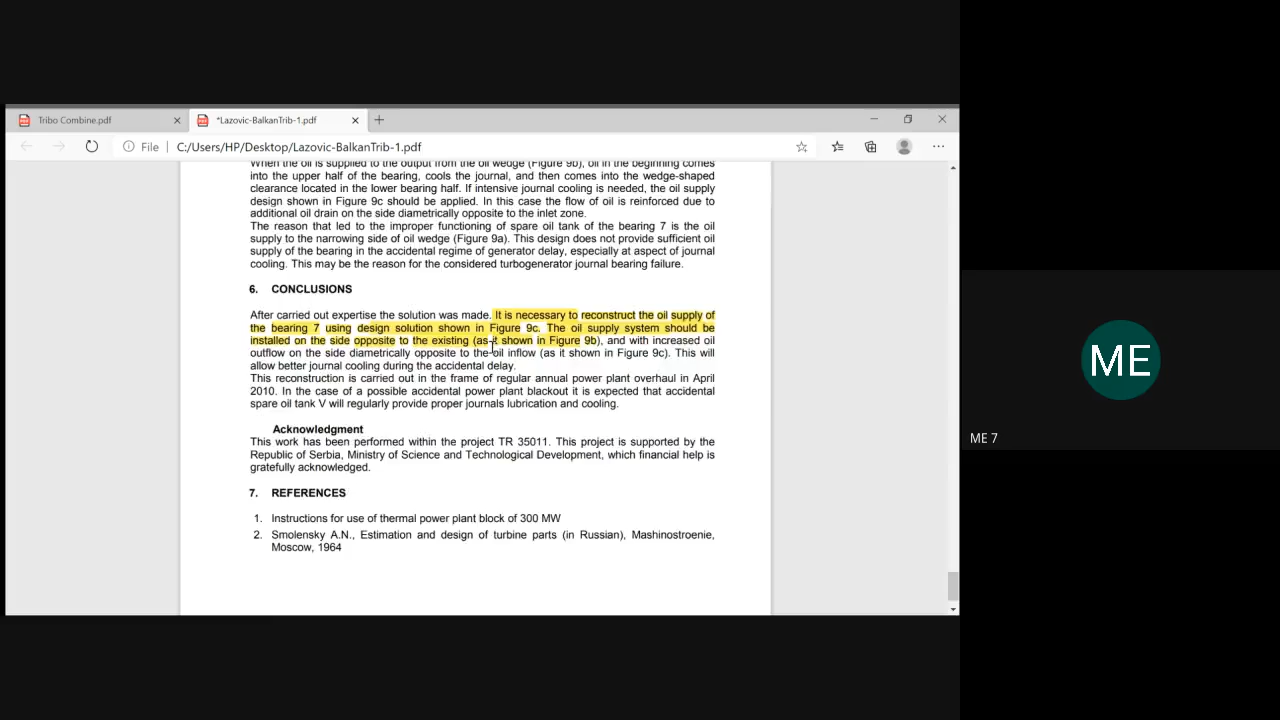 Tribo Combine.pdf
*Lazovic-BalkanTrib-1.pdf
File | C:/Users/HP/Desktop/Lazovic-BalkanTrib-1.pdf
When the oil is supplied to the output from the oil wedge (Figure 9b), oil in the beginning comes
into the upper half of the bearing, cools the journal, and then comes into the wedge-shaped
clearance located in the lower bearing half. If intensive journal cooling is needed, the oil supply
design shown in Figure 9c should be applied. In this case the flow of oil is reinforced due to
additional oil drain on the side diametrically opposite to the inlet zone.
The reason that led to the improper functioning of spare oil tank of the bearing 7 is the oil
supply to the narrowing side of oil wedge (Figure 9a). This design does not provide sufficient oil
supply of the bearing in the accidental regime of generator delay, especially at aspect of journal
cooling. This may be the reason for the considered turbogenerator journal bearing failure.
6. CONCLUSIONS
After carried out expertise the solution was made. It is necessary to reconstruct the oil supply of
the bearing 7 using design solution shown in Figure 9c. The oil supply system should be
installed on the side opposite to the existing (as it shown in Figure 9b), and with increased oil
outflow on the side diametrically opposite to the oil inflow (as it shown in Figure 9c). This will
allow better journal cooling during the accidental delay.
This reconstruction is carried out in the frame of regular annual power plant overhaul in April
2010. In the case of a possible accidental power plant blackout it is expected that accidental
spare oil tank V will regularly provide proper journals lubrication and cooling.
Acknowledgment
This work has been performed within the project TR 35011. This project is supported by the
Republic of Serbia, Ministry of Science and Technological Development, which financial help is
gratefully acknowledged.
7. REFERENCES
1. Instructions for use of thermal power plant block of 300 MW
2. Smolensky A.N., Estimation and design of turbine parts (in Russian), Mashinostroenie,
Moscow, 1964
ME
ME 7